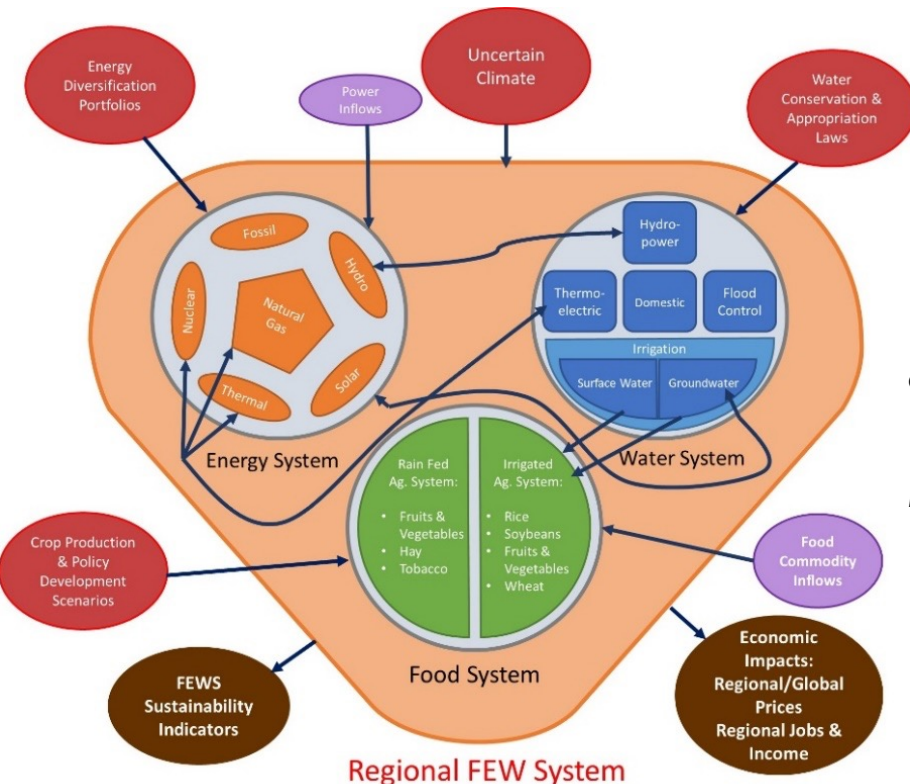 Energy
Diversification
Portfolios
Power
Inflows
Uncertain
Climate
Water
Conservation &
Appropriation
Laws
Fossil
Hydro
Nuclear
Natural
Gas
Thermal
Solar
Energy System
Hydro-
power
Thermo-
electric
Domestic
Flood
Control
Irrigation
Surface Water
Groundwater
Water System
Rain Fed
Ag. System:
• Fruits &
Vegetables
• Hay
• Tobacco
Irrigated
Ag. System:
• Rice
• Soybeans
• Fruits &
Vegetables
• Wheat
Food System
Crop Production
& Policy
Development
Scenarios
Food
Commodity
Inflows
FEWS
Sustainability
Indicators
Economic
Impacts:
Regional/Global
Prices
Regional Jobs &
Income
Regional FEW System